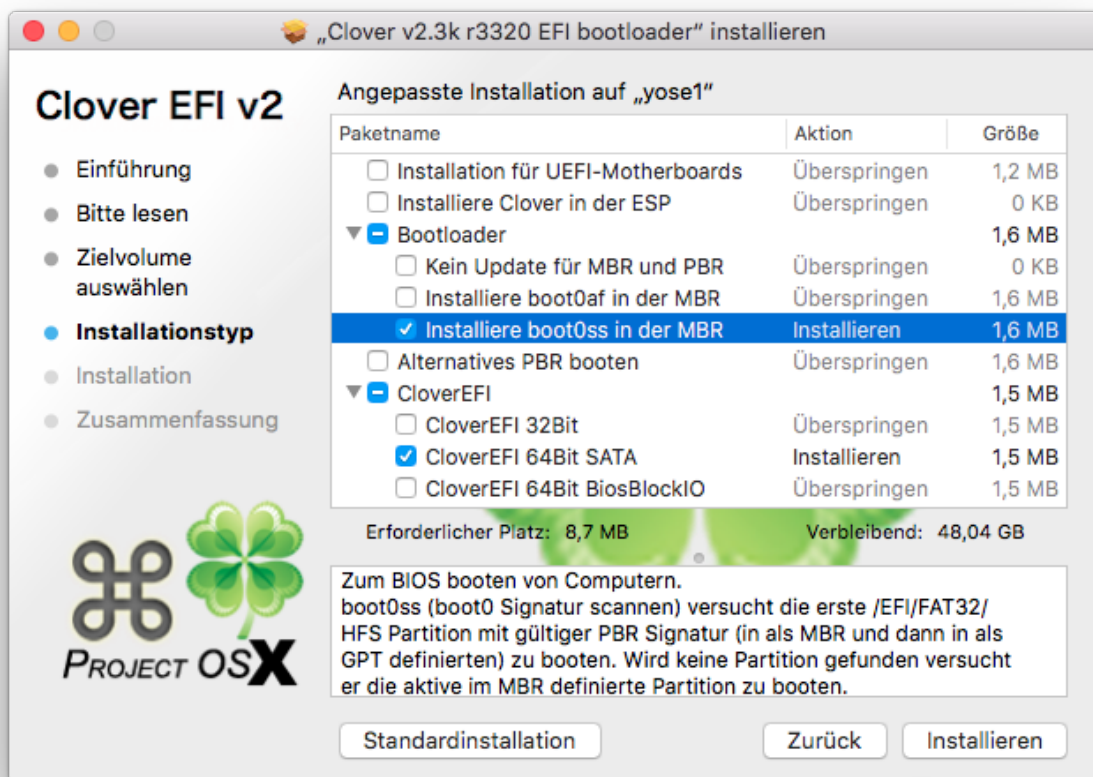 „Clover v2.3k r3320 EFI bootloader“ installieren
Clover EFI v2
Einführung
Bitte lesen
Zielvolume
auswählen
Installationstyp
Installation
Zusammenfassung
PROJECT OSX
Angepasste Installation auf „yose1“
Paketname Aktion Größe
Installation für UEFI-Motherboards Überspringen 1,2 MB
Installiere Clover in der ESP Überspringen 0 KB
Bootloader 1,6 MB
Kein Update für MBR und PBR Überspringen 0 KB
Installiere boot0af in der MBR Überspringen 1,6 MB
Installiere boot0ss in der MBR Installieren 1,6 MB
Alternatives PBR booten Überspringen 1,6 MB
CloverEFI 1,5 MB
CloverEFI 32Bit Überspringen 1,5 MB
CloverEFI 64Bit SATA Installieren 1,5 MB
CloverEFI 64Bit BiosBlockIO Überspringen 1,5 MB
Erforderlicher Platz: 8,7 MB Verbleibend: 48,04 GB
Zum BIOS booten von Computern.
boot0ss (boot0 Signatur scannen) versucht die erste /EFI/FAT32/
HFS Partition mit gültiger PBR Signatur (in als MBR und dann in als
GPT definierten) zu booten. Wird keine Partition gefunden versucht
er die aktive im MBR definierte Partition zu booten.
Standardinstallation Zurück Installieren